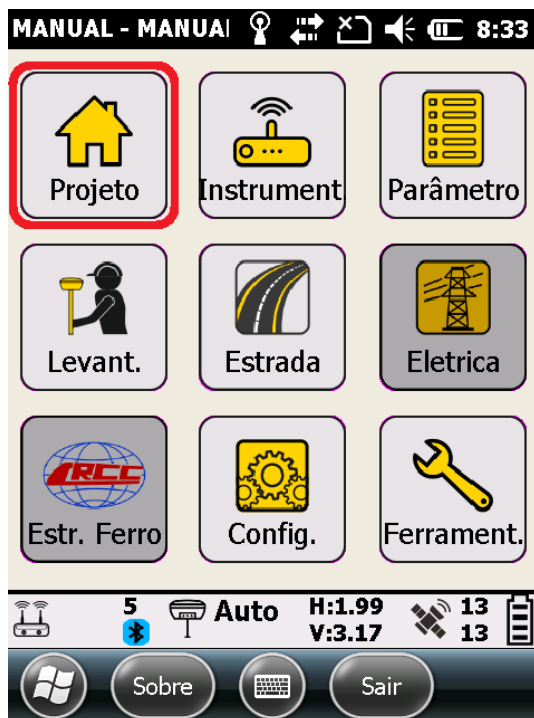 MANUAL - MANUAI 8:33
Projeto Instrument Parâmetro
Levant. Estrada Eletrica
CRCC
Estr. Ferro Config. Ferrament.
5 Auto H:1.99 13
V:3.17 13
Sobre Sair